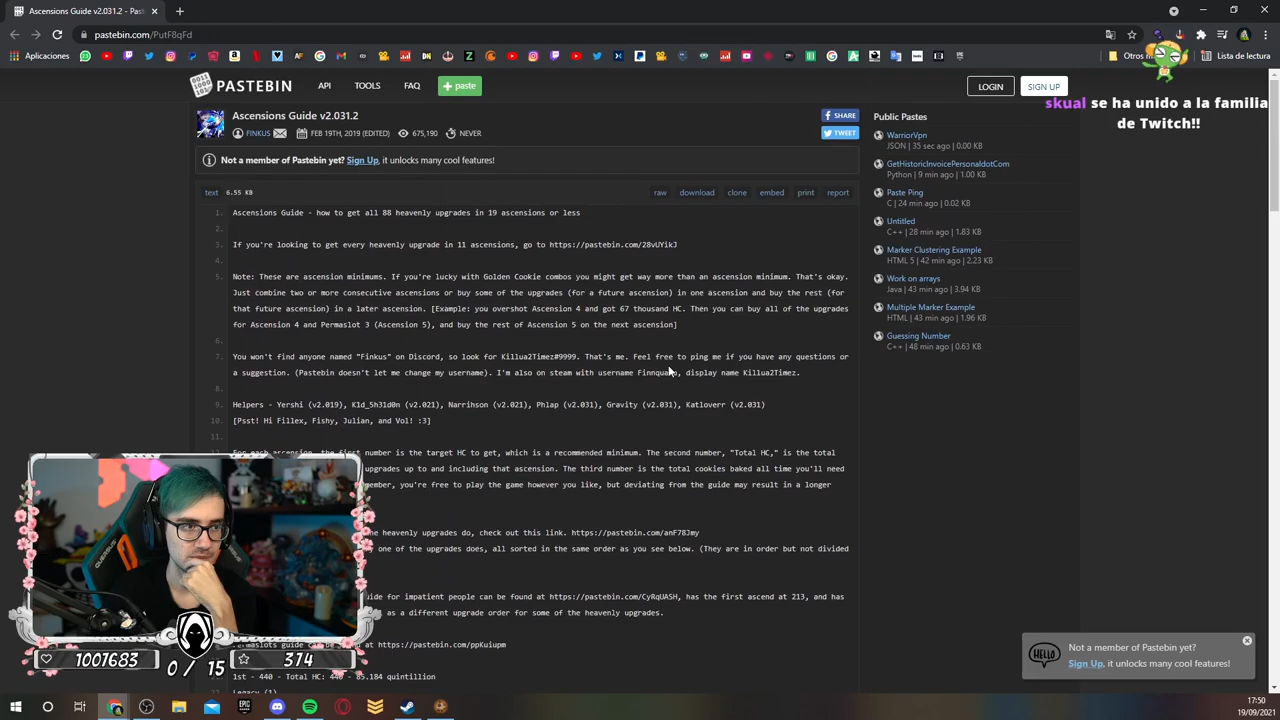 Ascensions Guide v2.031.2 - Past
pastebin.com/PutF8qFd
Aplicaciones
Otros m
Lista de lectura
PASTEBIN
API
TOOLS
FAQ
+ paste
LOGIN
SIGN UP
skual se ha unido a la familia
de Twitch!!
Ascensions Guide v2.031.2
FINKUS
FEB 19TH, 2019 (EDITED)
675,190
NEVER
SHARE
TWEET
Not a member of Pastebin yet? Sign Up, it unlocks many cool features!
text 6.55 KB
raw
download
clone
embed
print
report
1. Ascensions Guide - how to get all 88 heavenly upgrades in 19 ascensions or less
2.
3. If you're looking to get every heavenly upgrade in 11 ascensions, go to https://pastebin.com/28vUYikJ
4.
5. Note: These are ascension minimums. If you're lucky with Golden Cookie combos you might get way more than an ascension minimum. That's okay.
Just combine two or more consecutive ascensions or buy some of the upgrades (for a future ascension) in one ascension and buy the rest (for
that future ascension) in a later ascension. [Example: you overshot Ascension 4 and got 67 thousand HC. Then you can buy all of the upgrades
for Ascension 4 and Permaslot 3 (Ascension 5), and buy the rest of Ascension 5 on the next ascension]
6.
7. You won't find anyone named "Finkus" on Discord, so look for Killua2Timez#9999. That's me. Feel free to ping me if you have any questions or
a suggestion. (Pastebin doesn't let me change my username). I'm also on steam with username display name Killua2Timez.
8.
9. Helpers - Yershi (v2.019), K1d_5h31d0n (v2.021), Narrihson (v2.021), Phlap (v2.031), Gravity (v2.031), Katloverr (v2.031)
10. [Psst! Hi Fillex, Fishy, Julian, and Vol! :3]
11.
For each ascension, the first number is the target HC to get, which is a recommended minimum. The second number, "Total HC," is the total
upgrades up to and including that ascension. The third number is the total cookies baked all time you'll need
member, you're free to play the game however you like, but deviating from the guide may result in a longer
he heavenly upgrades do, check out this link. https://pastebin.com/anF78Jmy
one of the upgrades does, all sorted in the same order as you see below. (They are in order but not divided
ide for impatient people can be found at https://pastebin.com/CyRqUASH, has the first ascend at 213, and has
as a different upgrade order for some of the heavenly upgrades.
ermaslots guide can be found at https://pastebin.com/ppKuiupm
1st - 440 - Total HC: 440 - 85.184 quintillion
22. Legacy (1)
Public Pastes
WarriorVpn
JSON | 35 sec ago | 0.00 KB
GetHistoricInvoicePersonaldotCom
Python | 9 min ago | 1.00 KB
Paste Ping
C | 24 min ago | 0.02 KB
Untitled
C++ | 28 min ago | 1.83 KB
Marker Clustering Example
HTML 5 | 42 min ago | 2.23 KB
Work on arrays
Java | 43 min ago | 3.94 KB
Multiple Marker Example
HTML | 43 min ago | 1.96 KB
Guessing Number
C++ | 48 min ago | 0.63 KB
HELLO
Not a member of Pastebin yet?
Sign Up, it unlocks many cool features!
1007683
0 / 15
374
17:50
19/09/2021